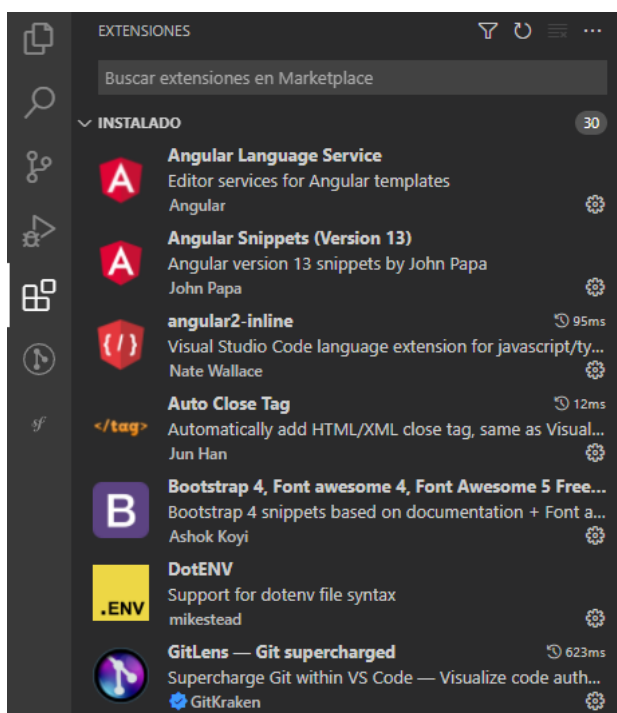 EXTENSIONES
Buscar extensiones en Marketplace
INSTALADO 30
Angular Language Service
Editor services for Angular templates
Angular
Angular Snippets (Version 13)
Angular version 13 snippets by John Papa
John Papa
angular2-inline 95ms
{/}
Visual Studio Code language extension for javascript/ty...
Nate Wallace
Auto Close Tag 12ms
</tag>
Automatically add HTML/XML close tag, same as Visual...
Jun Han
Bootstrap 4, Font awesome 4, Font Awesome 5 Free...
B
Bootstrap 4 snippets based on documentation + Font a...
Ashok Koyi
DotENV
.ENV
Support for dotenv file syntax
mikestead
GitLens — Git supercharged 623ms
Supercharge Git within VS Code — Visualize code auth...
GitKraken